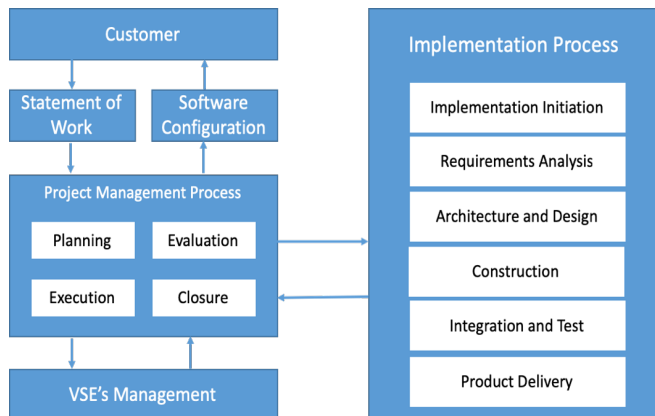 Customer
Statement of
Work
Software
Configuration
Project Management Process
Planning
Evaluation
Execution
Closure
VSE's Management
Implementation Process
Implementation Initiation
Requirements Analysis
Architecture and Design
Construction
Integration and Test
Product Delivery